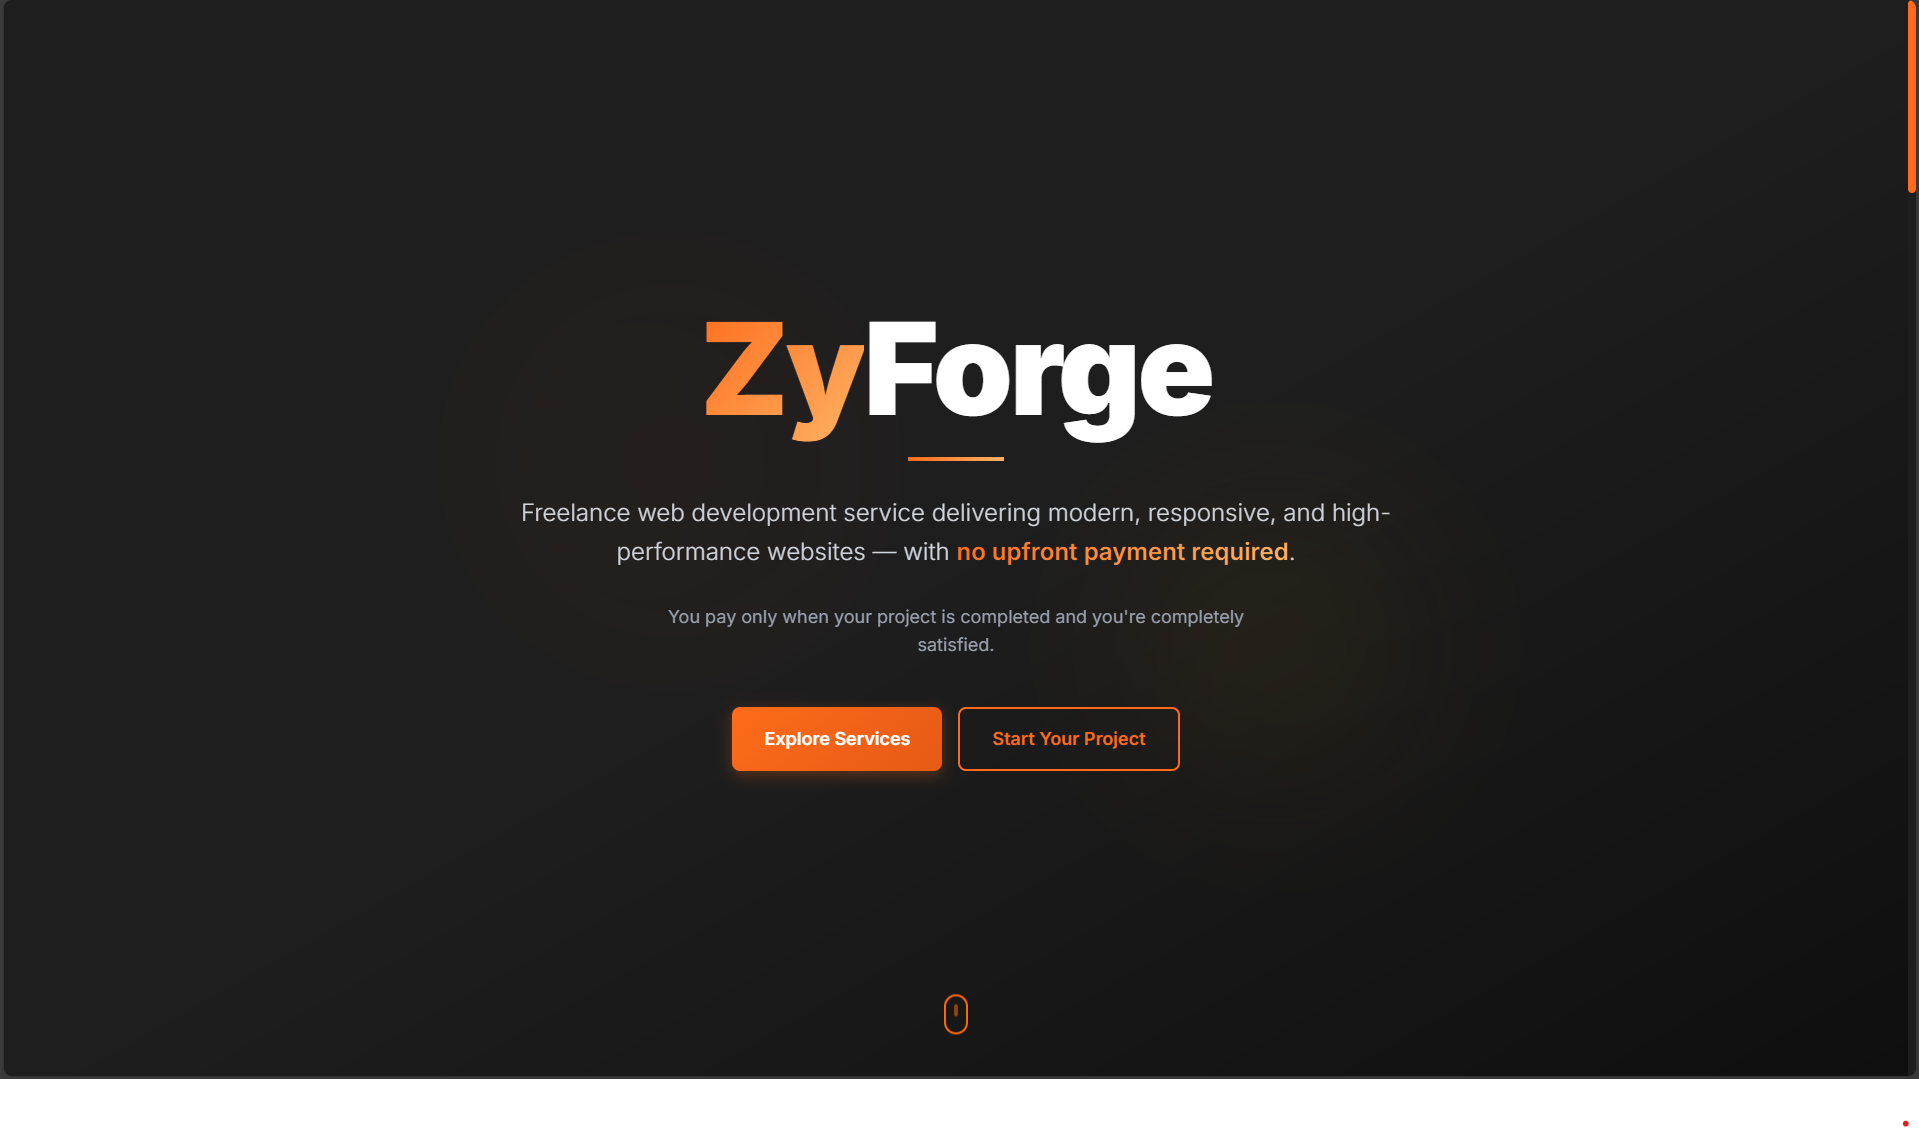 ZyForge
Freelance web development service delivering modern, responsive, and high-
performance websites — with no upfront payment required.
You pay only when your project is completed and you're completely
satisfied.
Explore Services
Start Your Project